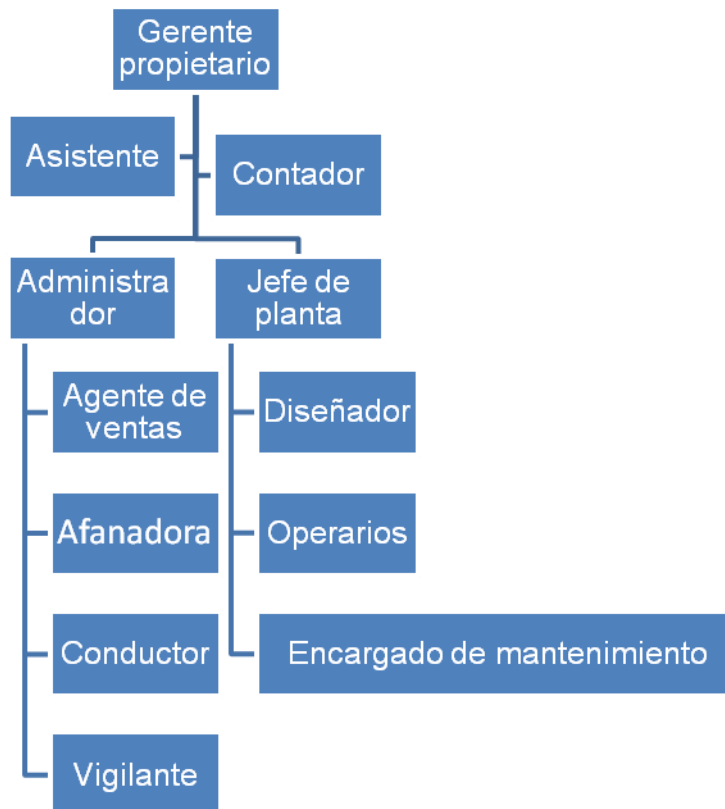 Gerente
propietario
Asistente
Contador
Administra
dor
Jefe de
planta
Agente de
ventas
Diseñador
Afanadora
Operarios
Conductor
Encargado de mantenimiento
Vigilante